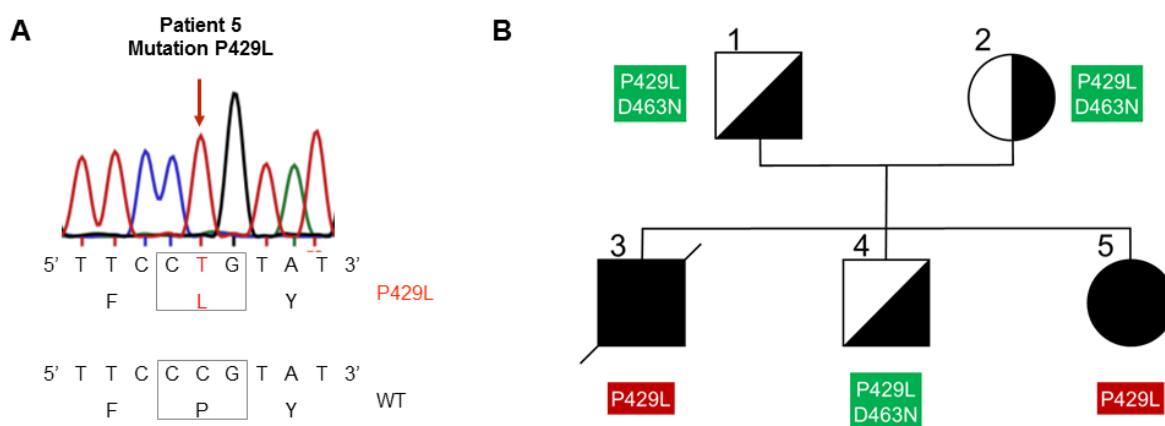 A
Patient 5
Mutation P429L
5' T T C C T G T A T 3'
F L Y
P429L
5' T T C C C G T A T 3'
F P Y
WT
B
1
2
P429L
D463N
P429L
D463N
3
4
5
P429L
P429L
D463N
P429L